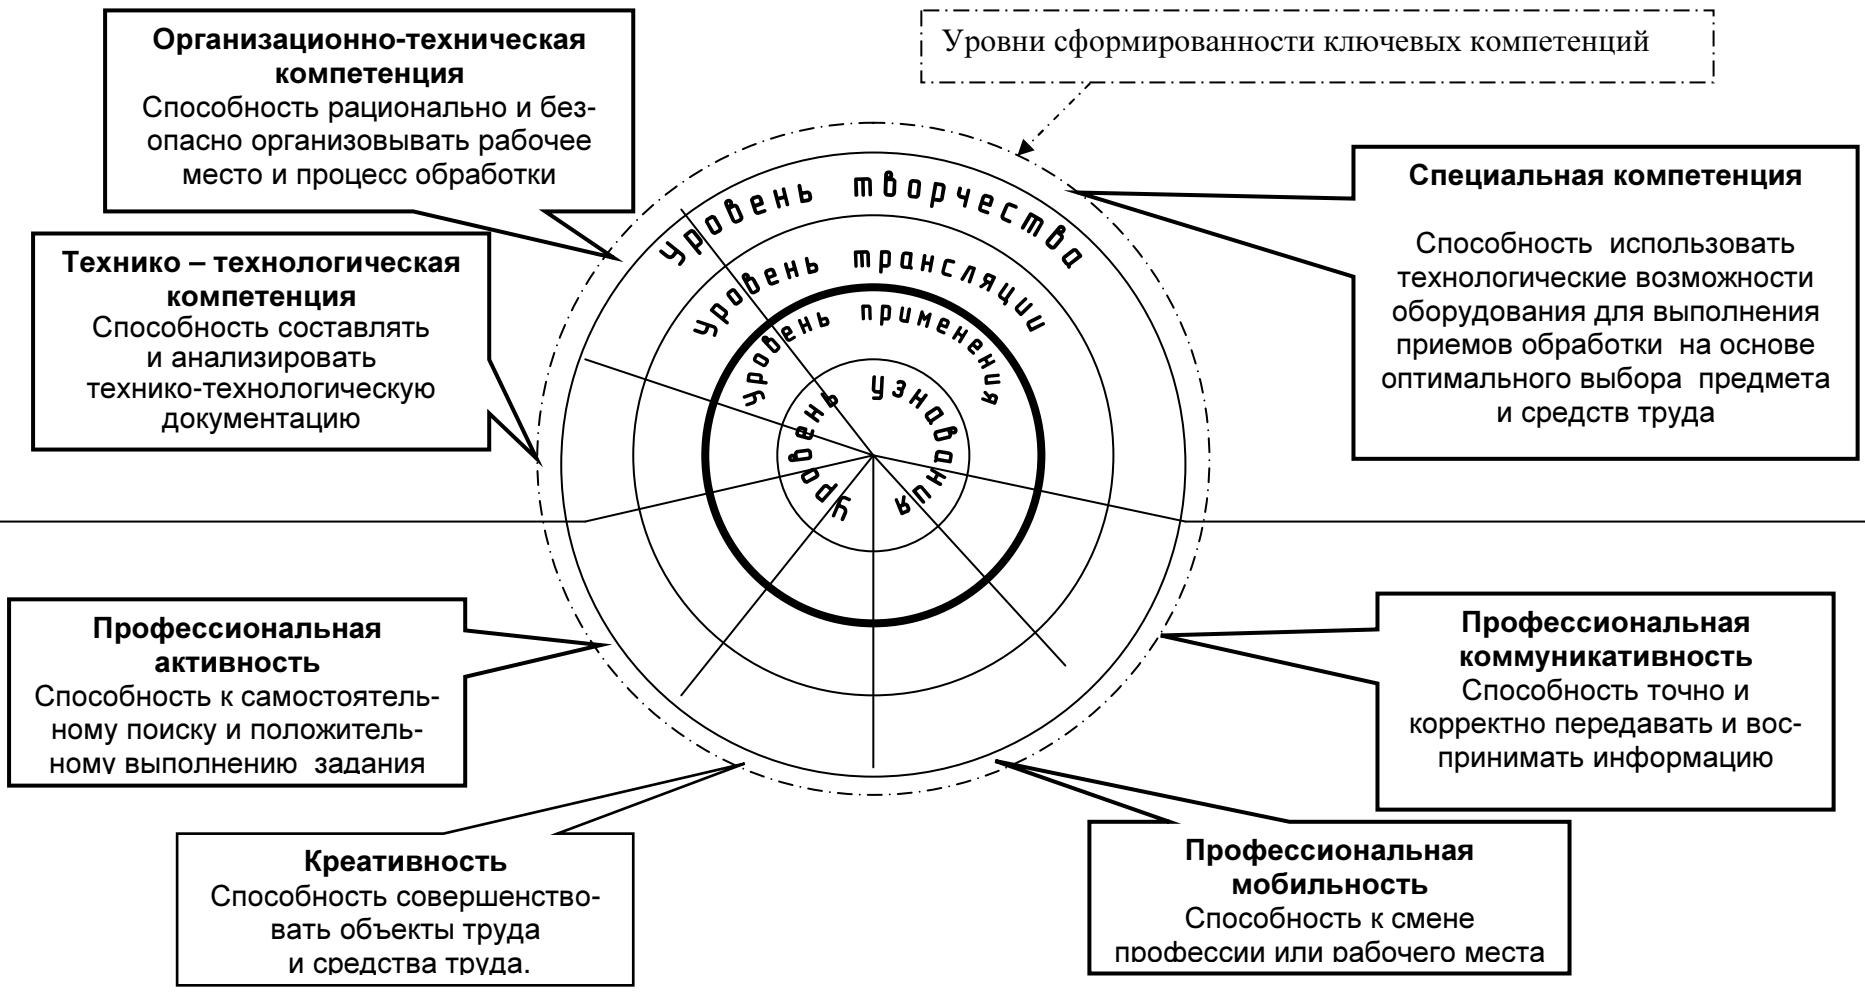 Организационно-техническая
компетенция
Способность рационально и без-
опасно организовывать рабочее
место и процесс обработки
Уровни сформированности ключевых компетенций
Технико – технологическая
компетенция
Способность составлять
и анализировать
технико-технологическую
документацию
Уровень творчества
Уровень трансляции
Уровень применения
Уровень узнавания
Специальная компетенция
Способность использовать
технологические возможности
оборудования для выполнения
приемов обработки на основе
оптимального выбора предмета
и средств труда
Профессиональная
активность
Способность к самостоятель-
ному поиску и положитель-
ному выполнению задания
Профессиональная
коммуникативность
Способность точно и
корректно передавать и вос-
принимать информацию
Креативность
Способность совершенство-
вать объекты труда
и средства труда.
Профессиональная
мобильность
Способность к смене
профессии или рабочего места